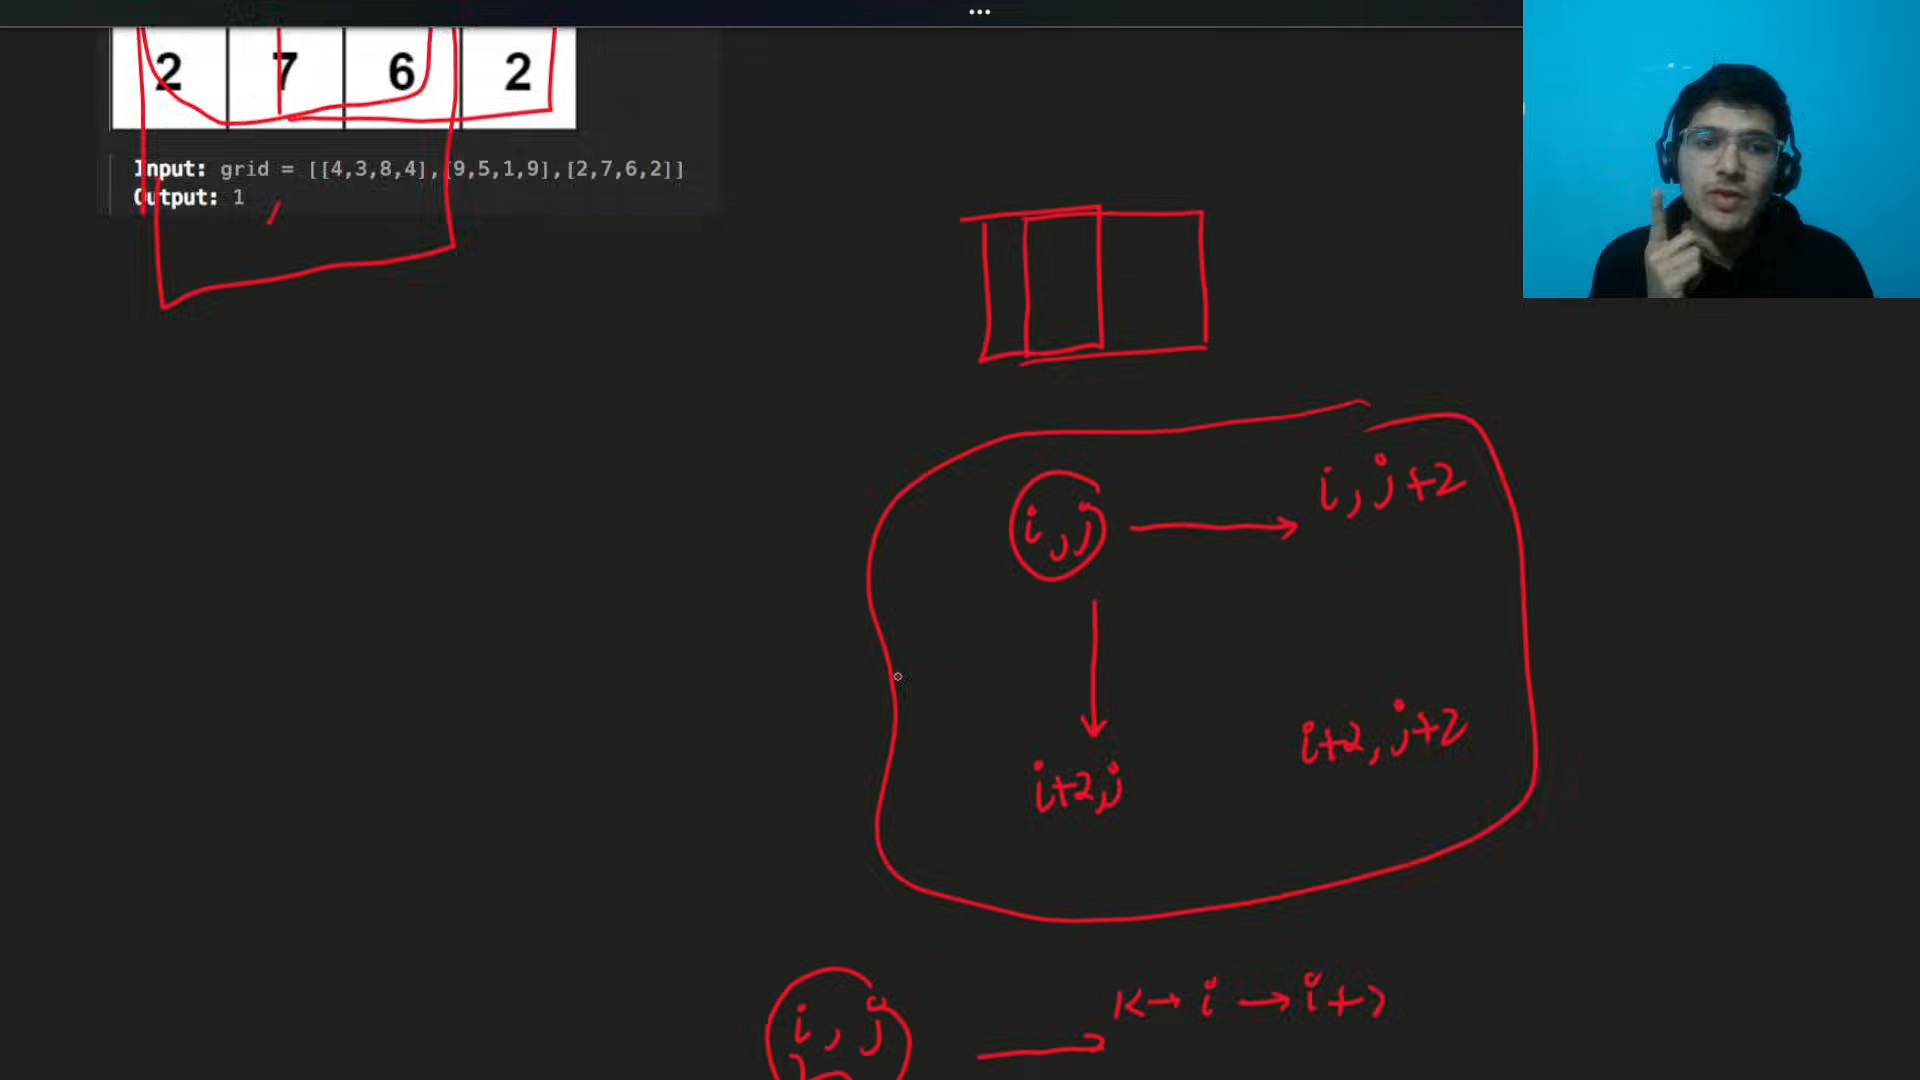 ...
2 7 6 2
Input: grid = [[4,3,8,4],[9,5,1,9],[2,7,6,2]]
Output: 1
i, j+2
i, j
i+2, j+2
i+2, j
K → i → i+2
i, j